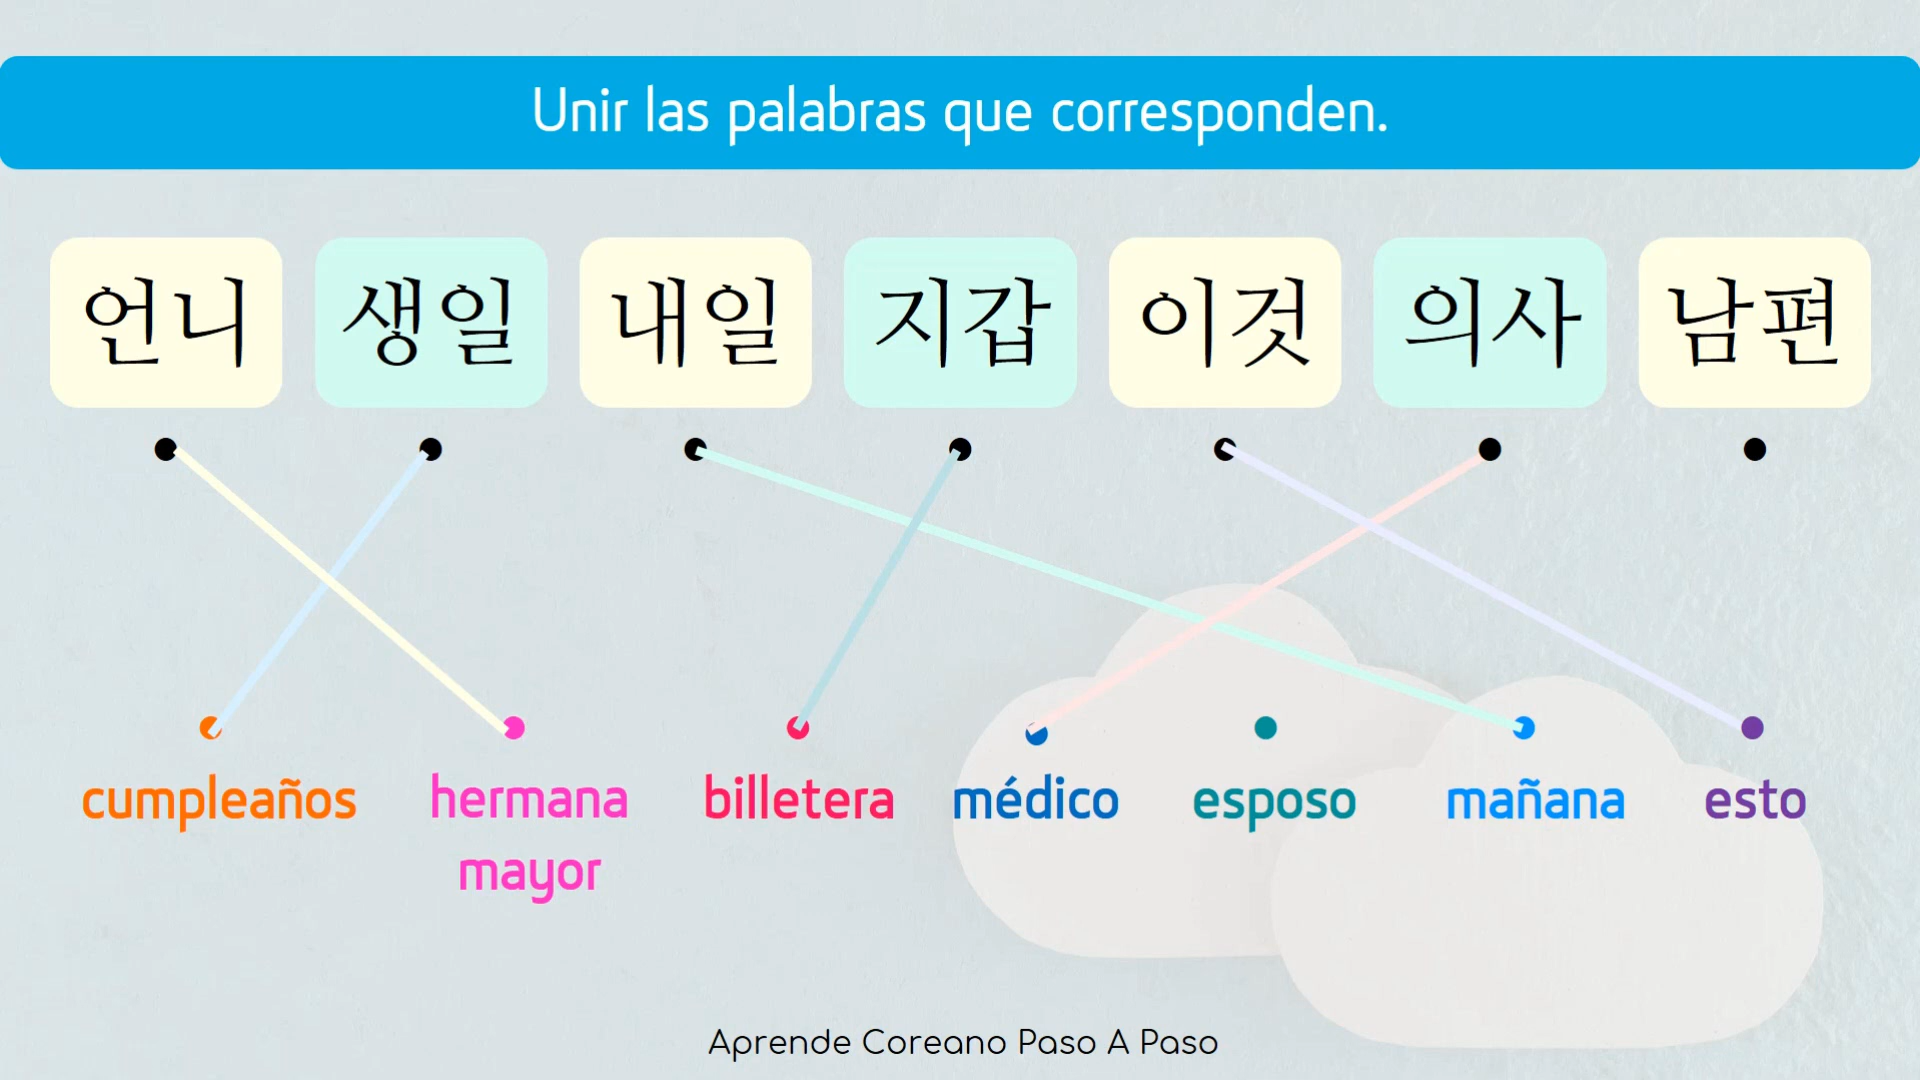 Unir las palabras que corresponden.
언니 생일 내일 지갑 이것 의사 남편
cumpleaños hermana billetera médico esposo mañana esto
mayor
Aprende Coreano Paso A Paso